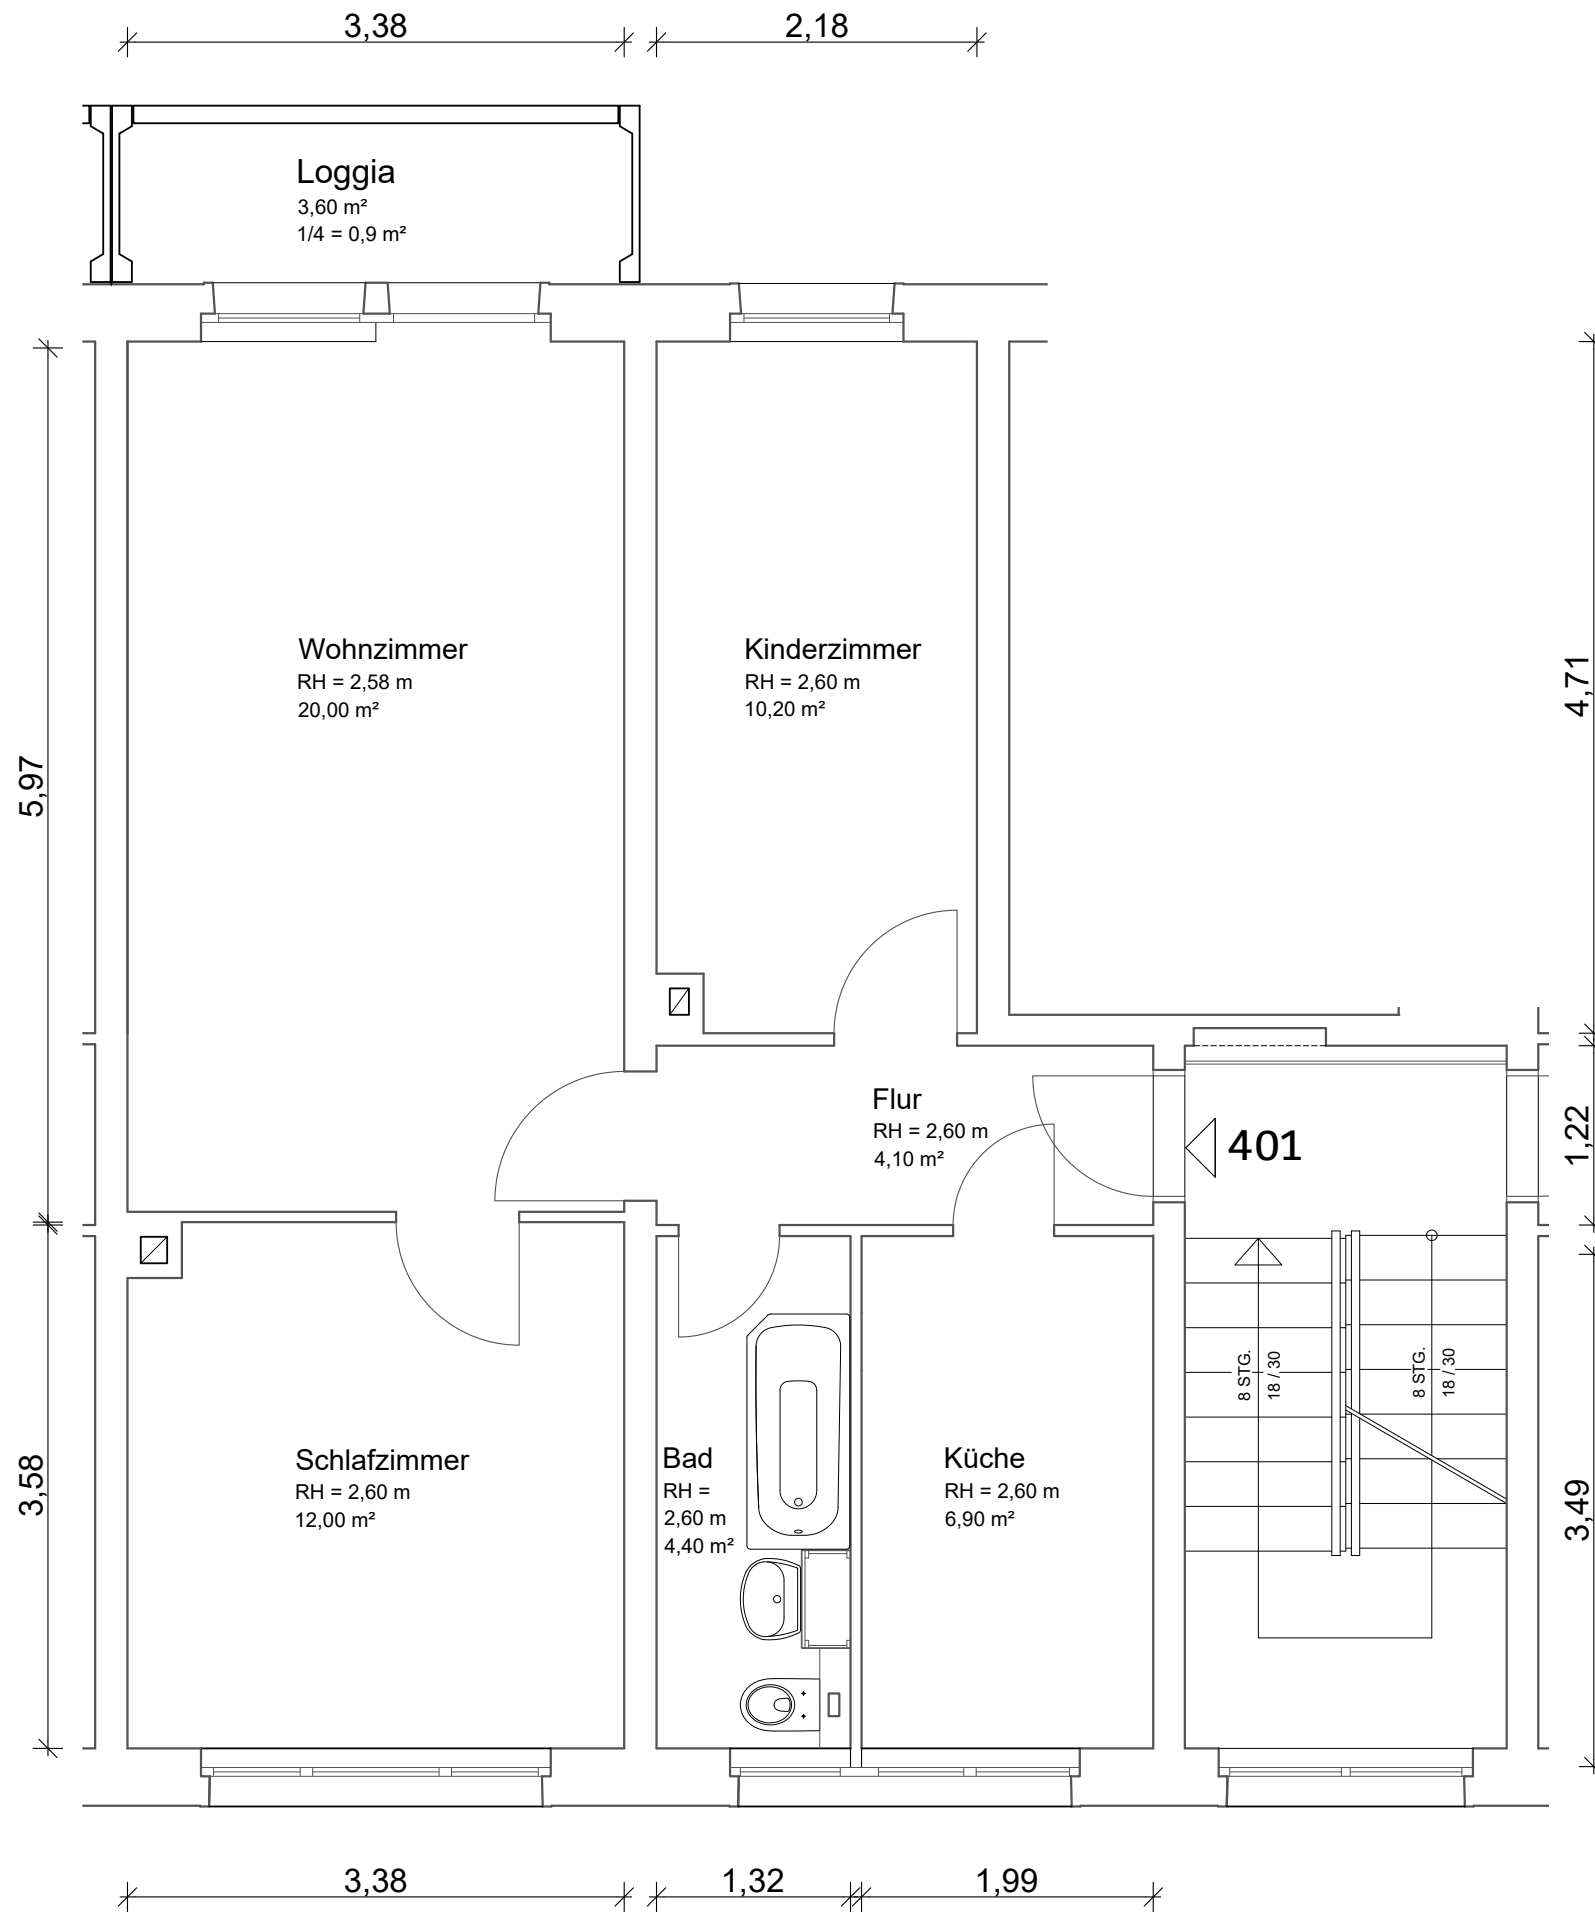 3,38
2,18
Loggia
3,60 m²
1/4 = 0,9 m²
Wohnzimmer
RH = 2,58 m
20,00 m²
Kinderzimmer
RH = 2,60 m
10,20 m²
4,71
5,97
Flur
RH = 2,60 m
4,10 m²
401
1,22
8 STG.
18 / 30
8 STG.
18 / 30
3,58
Schlafzimmer
RH = 2,60 m
12,00 m²
Bad
RH =
2,60 m
4,40 m²
Küche
RH = 2,60 m
6,90 m²
3,49
3,38
1,32
1,99